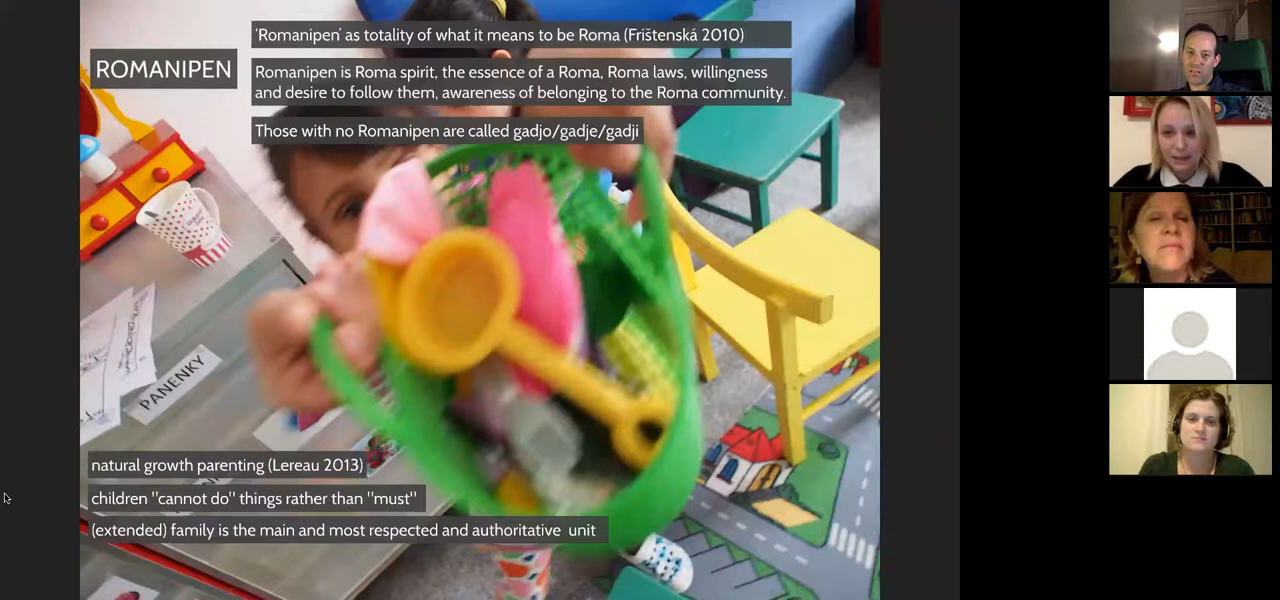 'Romanipen' as totality of what it means to be Roma (Frištenská 2010)
ROMANIPEN
Romanipen is Roma spirit, the essence of a Roma, Roma laws, willingness
and desire to follow them, awareness of belonging to the Roma community.
Those with no Romanipen are called gadjo/gadje/gadji
PANENKY
natural growth parenting (Lereau 2013)
children "cannot do" things rather than "must"
(extended) family is the main and most respected and authoritative unit